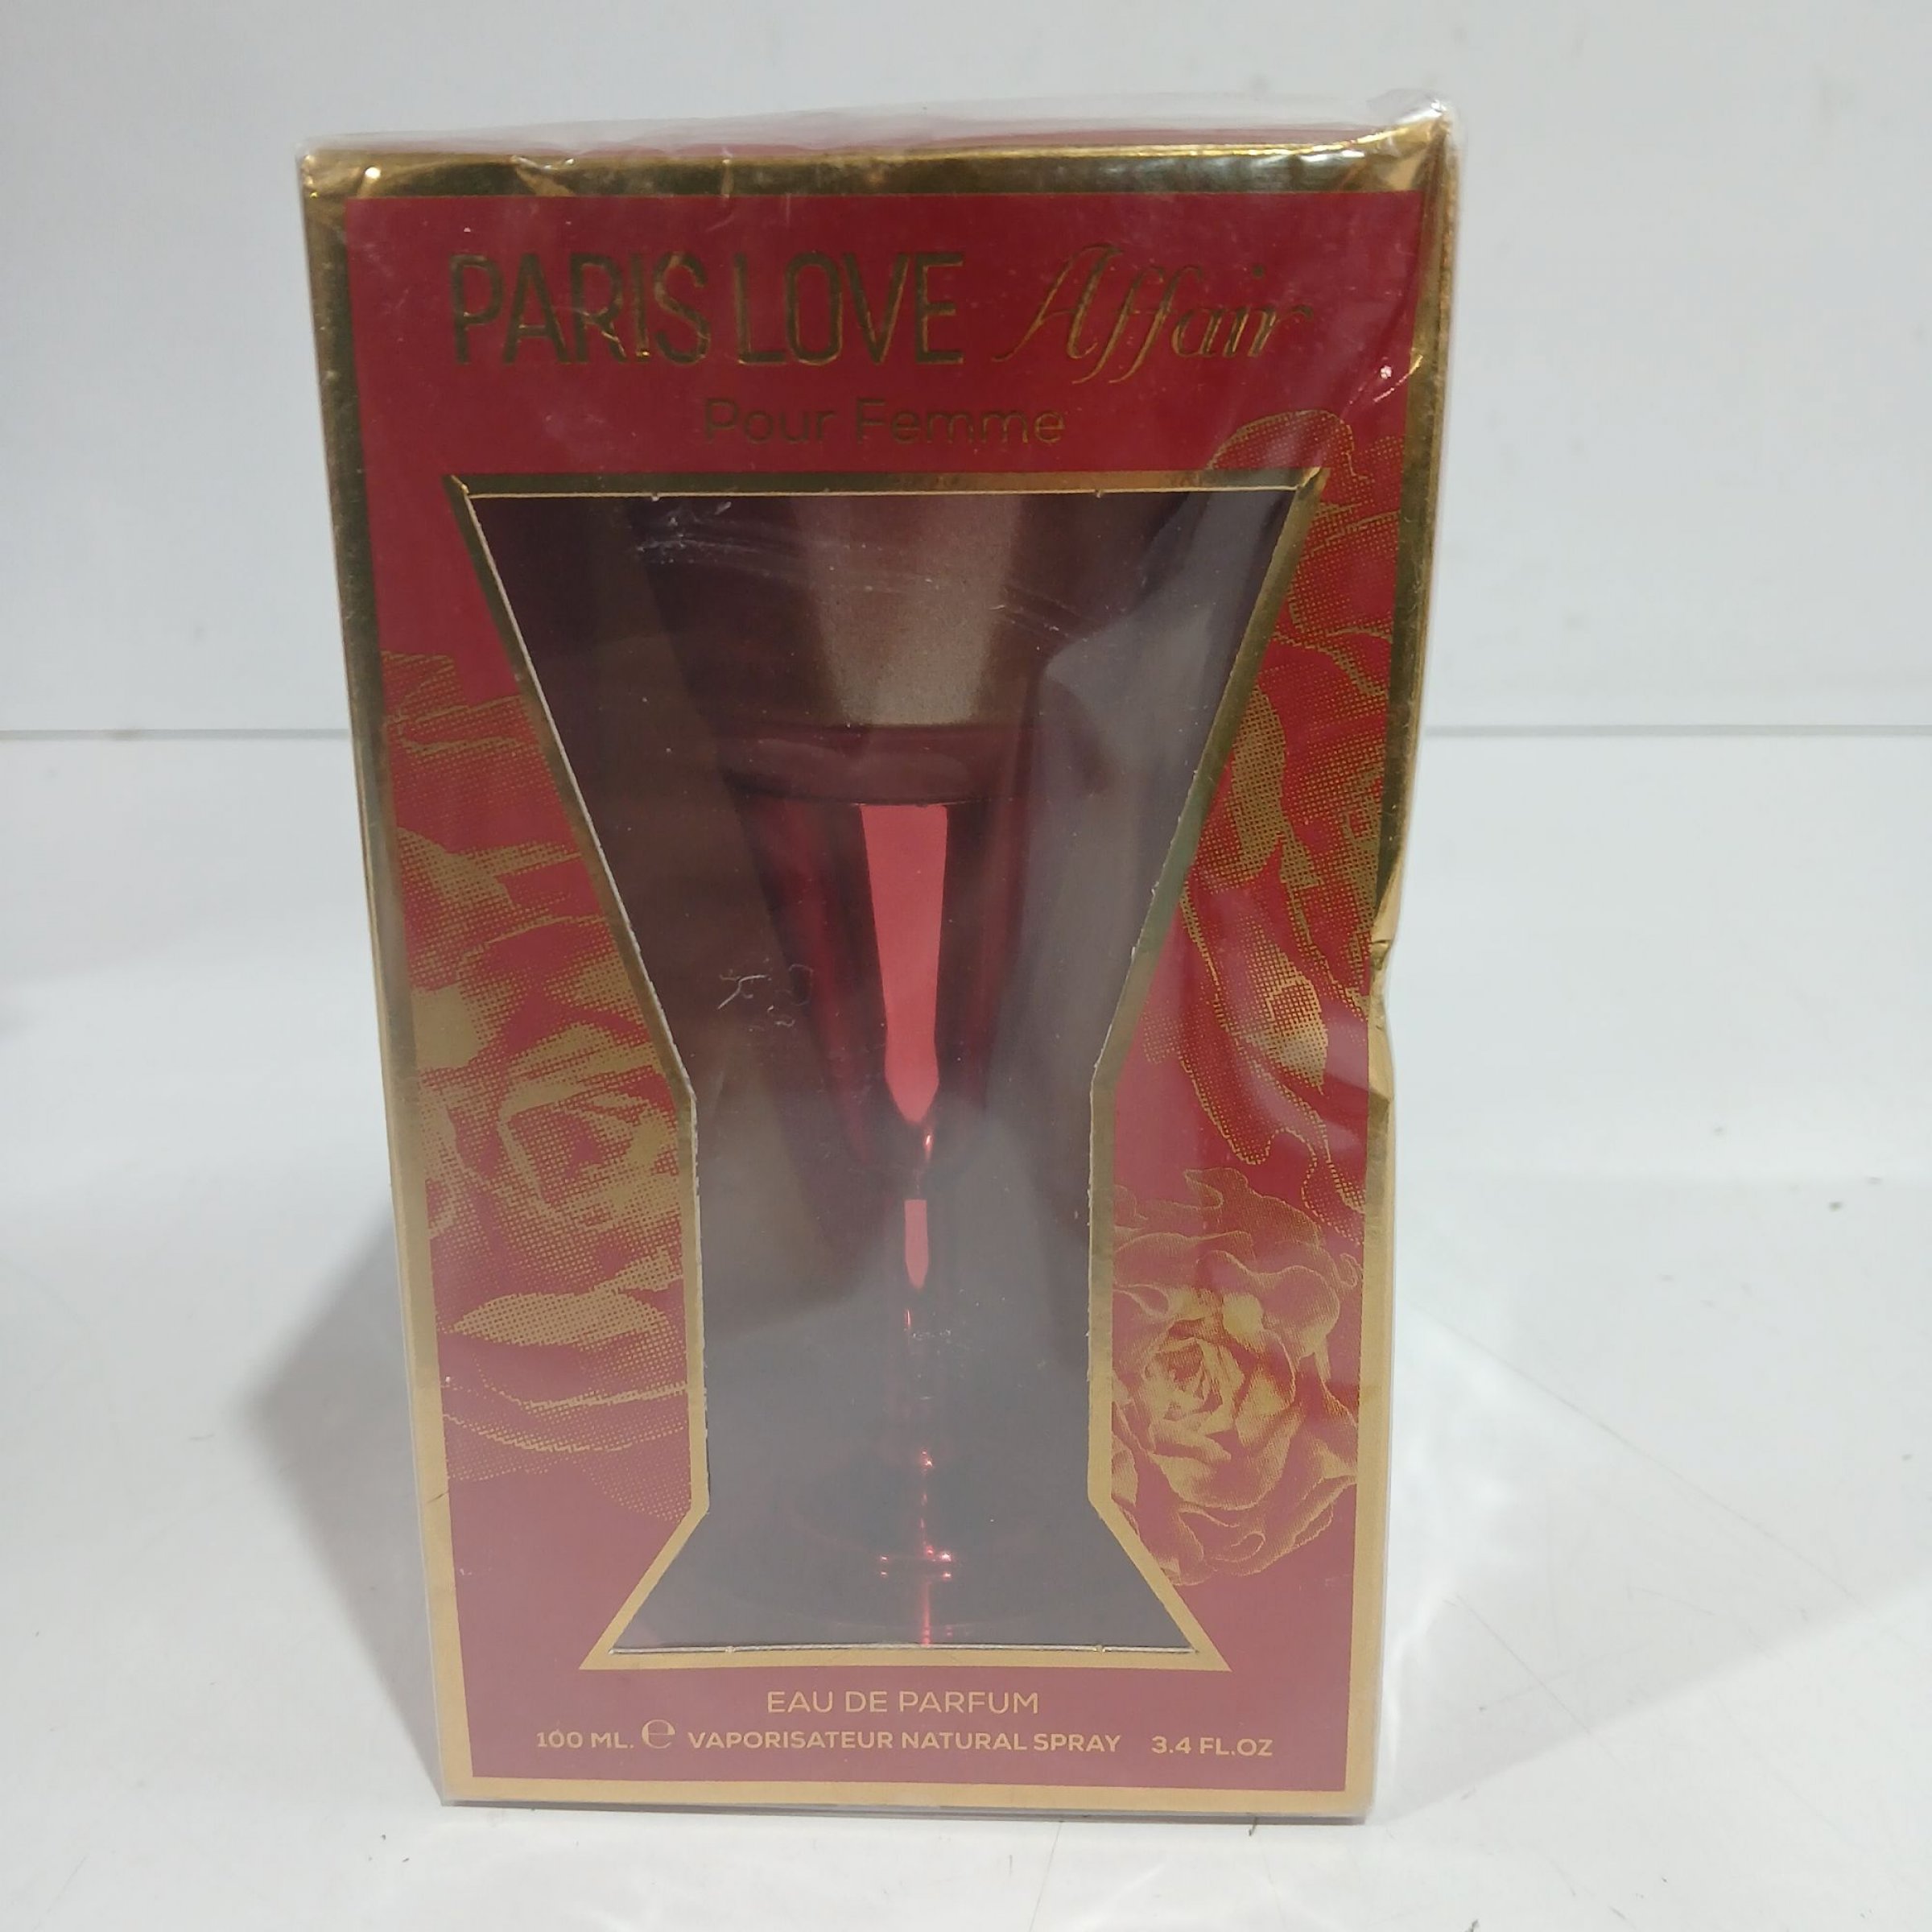 PARIS LOVE Affair
Pour Femme
EAU DE PARFUM
100 ML. ℮ VAPORISATEUR NATURAL SPRAY 3.4 FL.OZ